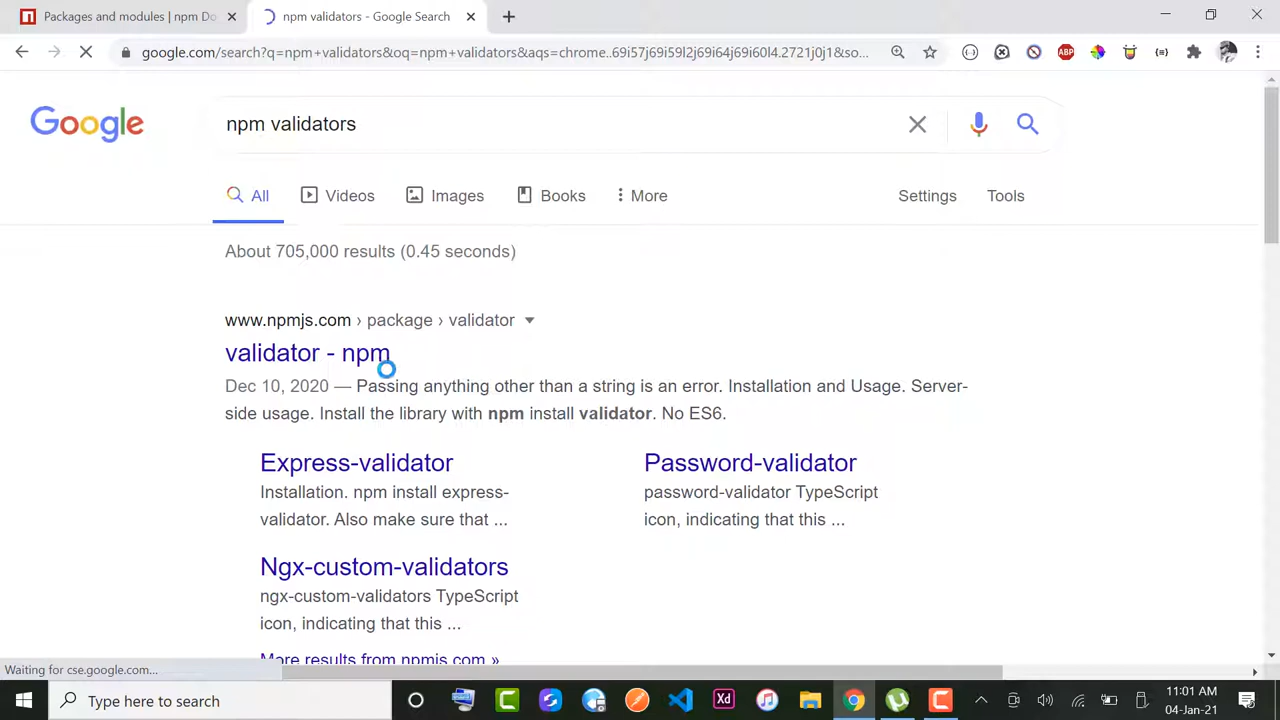 Packages and modules | npm Do
npm validators - Google Search
google.com/search?q=npm+validators&oq=npm+validators&aqs=chrome..69i57j69i59l2j69i64j69i60l4.2721j0j1&so...
ABP
Google
npm validators
All
Videos
Images
Books
More
Settings
Tools
About 705,000 results (0.45 seconds)
www.npmjs.com › package › validator
validator - npm
Dec 10, 2020 — Passing anything other than a string is an error. Installation and Usage. Server-
side usage. Install the library with npm install validator. No ES6.
Express-validator
Installation. npm install express-
validator. Also make sure that ...
Password-validator
password-validator TypeScript
icon, indicating that this ...
Ngx-custom-validators
ngx-custom-validators TypeScript
icon, indicating that this ...
More results from npmjs.com »
Waiting for cse.google.com...
Type here to search
C
Xd
C
11:01 AM
04-Jan-21